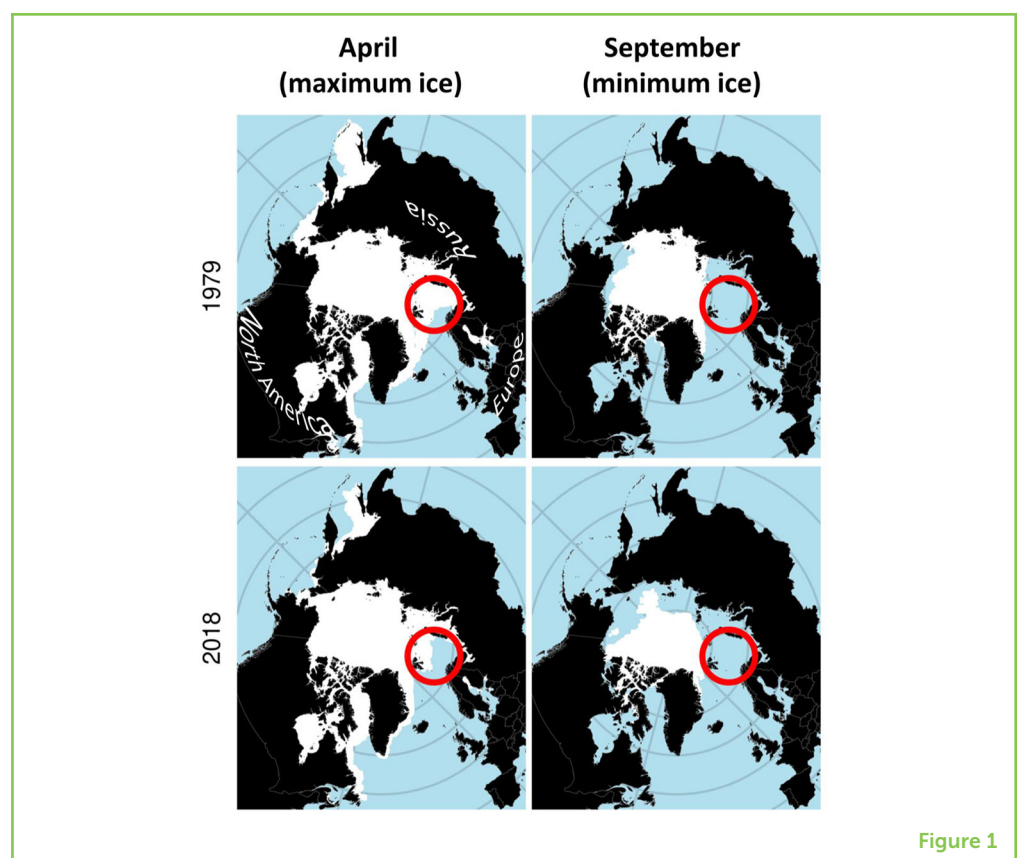 April
(maximum ice)
September
(minimum ice)
1979
Russia
North America
Europe
2018
Figure 1